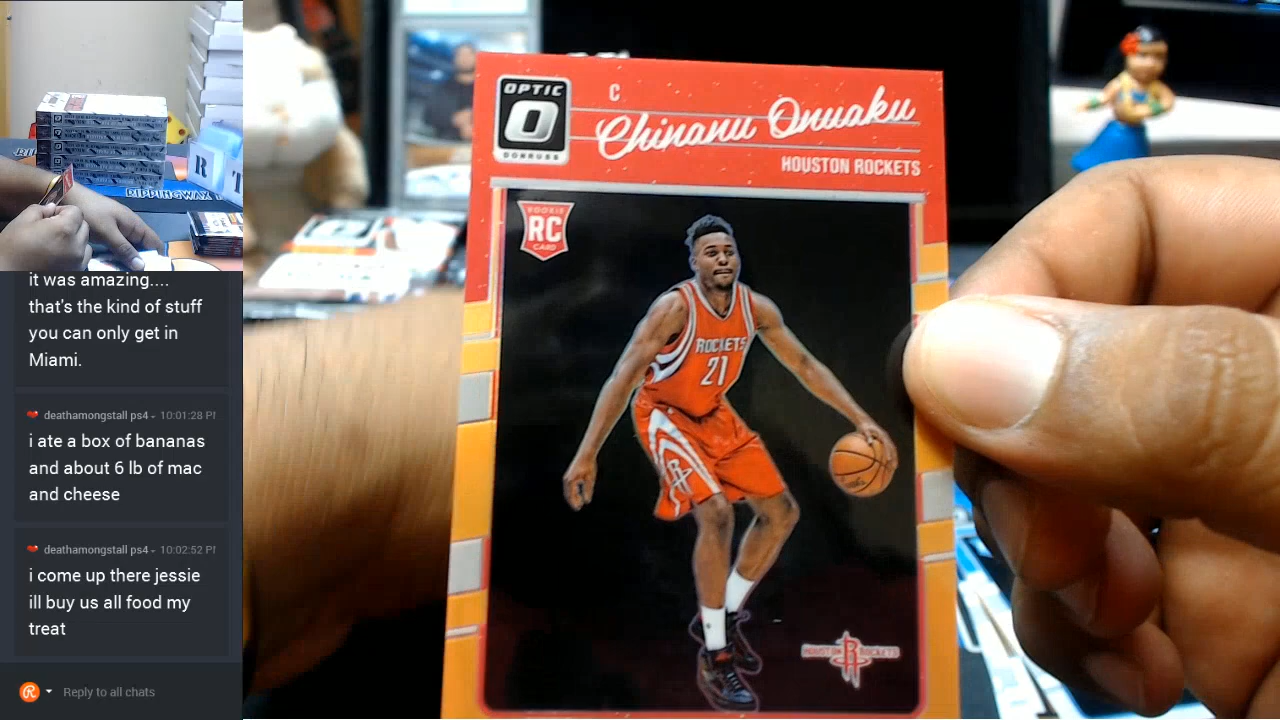 it was amazing....
that's the kind of stuff
you can only get in
Miami.
deathamongstall ps4 - 10:01:28 PM
i ate a box of bananas
and about 6 lb of mac
and cheese
deathamongstall ps4 - 10:02:52 PM
i come up there jessie
ill buy us all food my
treat
Reply to all chats
RIPPINGWAX
R
T
OPTIC
O
DONRUSS
C
Chinanu Onuaku
HOUSTON ROCKETS
ROOKIE
RC
CARD
ROCKETS
21
R
HOUSTON ROCKETS
R